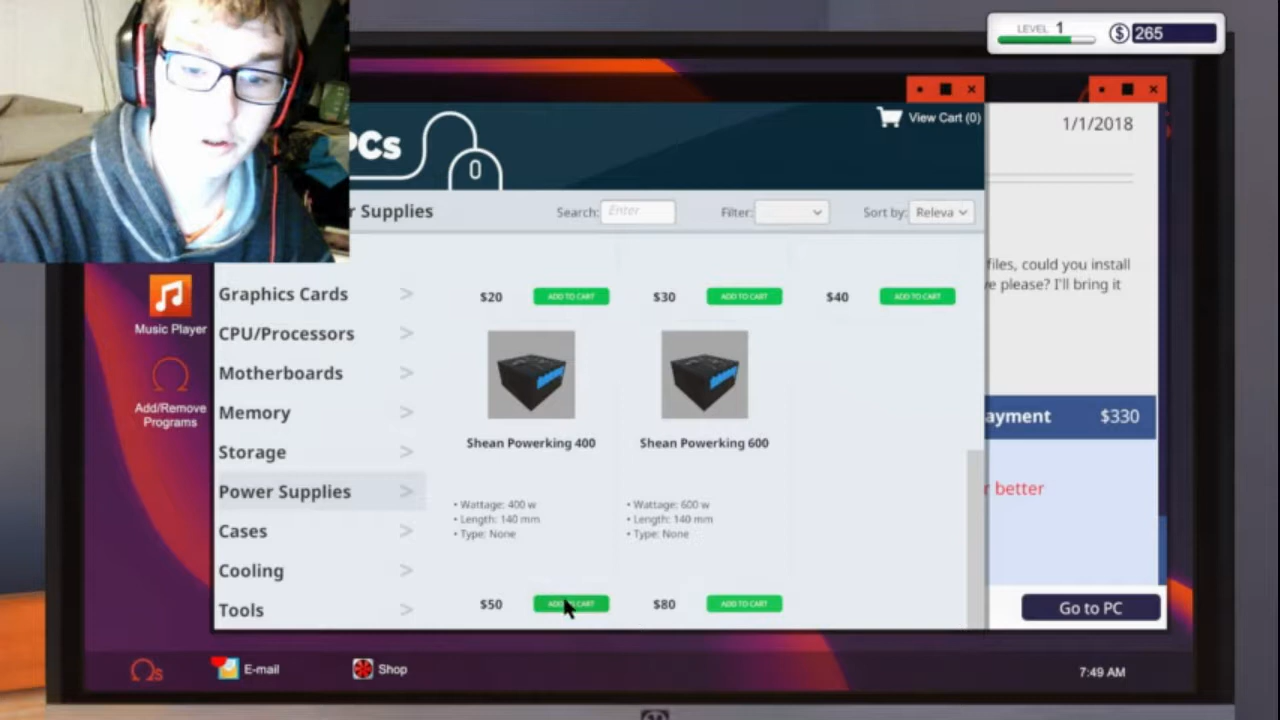 LEVEL 1
$ 265
PCs
View Cart (0)
1/1/2018
r Supplies
Search: Enter
Filter:
Sort by: Releva
files, could you install
e please? I'll bring it
Graphics Cards >
$20 ADD TO CART $30 ADD TO CART $40 ADD TO CART
Music Player
CPU/Processors >
Motherboards >
Add/Remove
Programs
Memory >
ayment $330
Shean Powerking 400
Shean Powerking 600
Storage >
Power Supplies >
r better
• Wattage: 400 w
• Length: 140 mm
• Type: None
• Wattage: 600 w
• Length: 140 mm
• Type: None
Cases >
Cooling >
Tools >
$50 ADD TO CART $80 ADD TO CART
Go to PC
Ωs E-mail Shop 7:49 AM